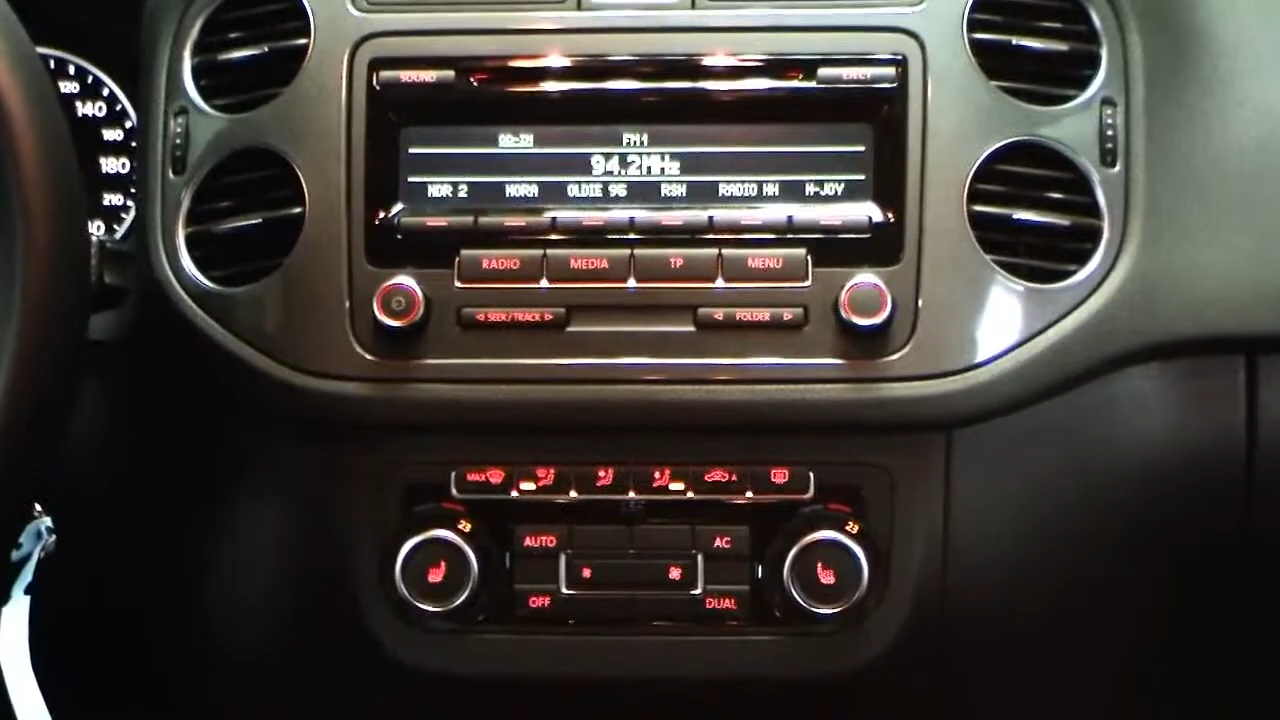 120
140
160
180
210
SOUND
EJECT
FM1
94.2MHz
NDR 2 NORA OLDIE 95 RSH RADIO HH N-JOY
RADIO MEDIA TP MENU
SEEK/TRACK FOLDER
MAX A
23 23
AUTO AC
OFF DUAL